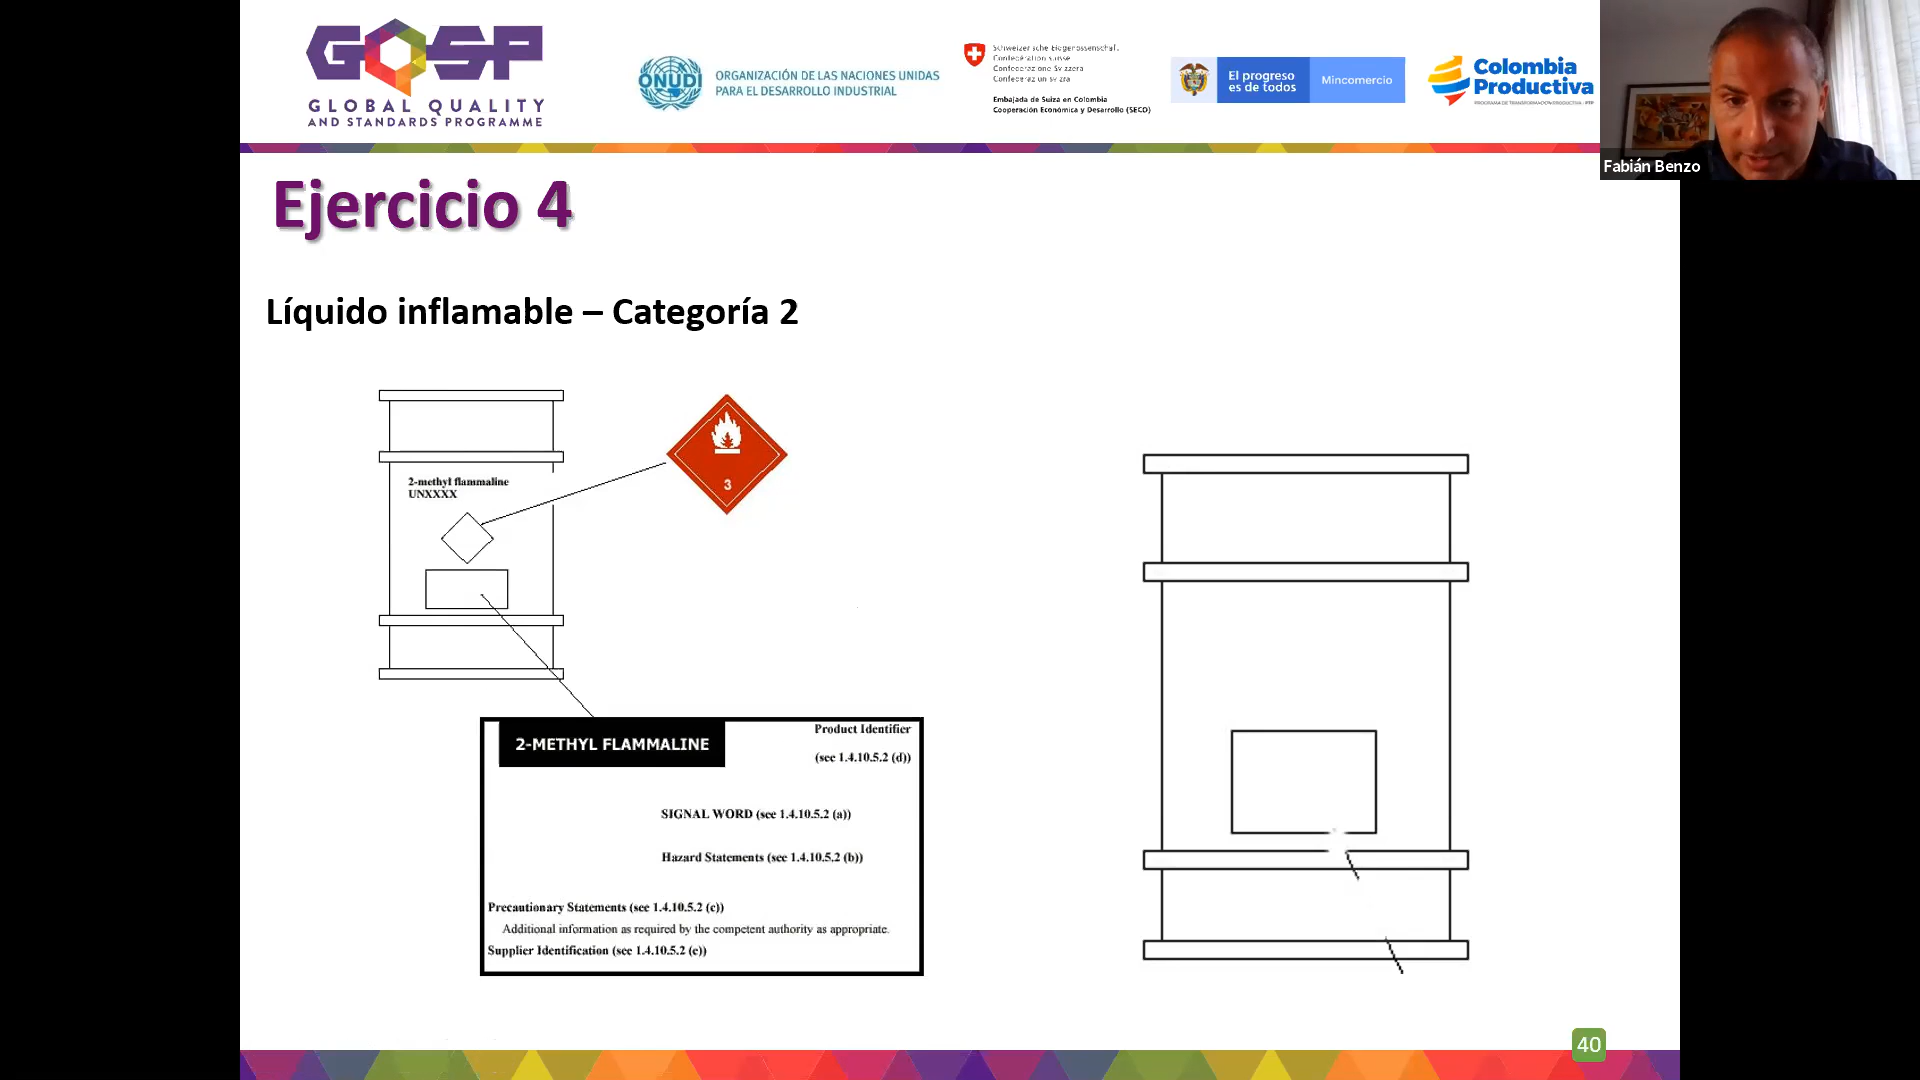 GQSP
GLOBAL QUALITY
AND STANDARDS PROGRAMME
ONUDI
ORGANIZACIÓN DE LAS NACIONES UNIDAS
PARA EL DESARROLLO INDUSTRIAL
Schweizerische Eidgenossenschaft
Confédération suisse
Confederazione Svizzera
Confederaziun svizra
Embajada de Suiza en Colombia
Cooperación Económica y Desarrollo (SECO)
El progreso
es de todos
Mincomercio
Colombia
Productiva
PROGRAMA DE TRANSFORMACIÓN PRODUCTIVA - PTP
Fabián Benzo
Ejercicio 4
Líquido inflamable – Categoría 2
2-methyl flammaline
UNXXXX
3
2-METHYL FLAMMALINE
Product Identifier
(see 1.4.10.5.2 (d))
SIGNAL WORD (see 1.4.10.5.2 (a))
Hazard Statements (see 1.4.10.5.2 (b))
Precautionary Statements (see 1.4.10.5.2 (c))
Additional information as required by the competent authority as appropriate.
Supplier Identification (see 1.4.10.5.2 (e))
40